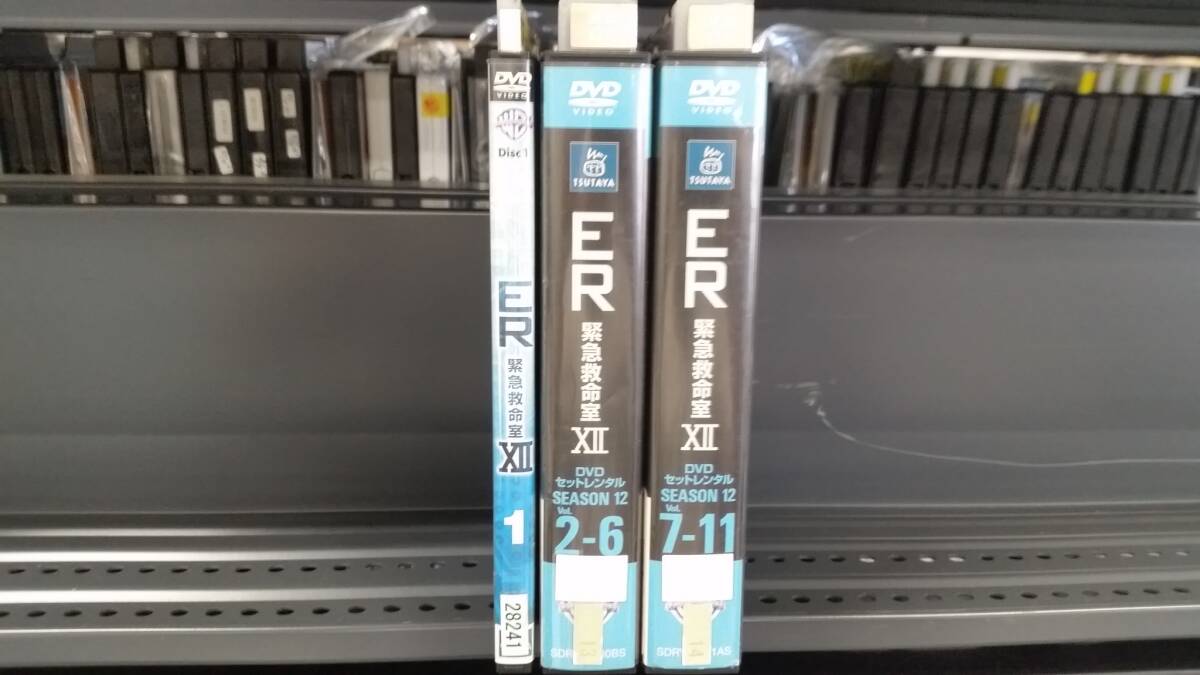 DVD
VIDEO
WB
Disc 1
ER
緊急救命室
XII
1
28241
DVD
VIDEO
TSUTAYA
ER
緊急救命室
XII
DVD
セットレンタル
SEASON 12
Vol.
2-6
DVD
VIDEO
TSUTAYA
ER
緊急救命室
XII
DVD
セットレンタル
SEASON 12
Vol.
7-11